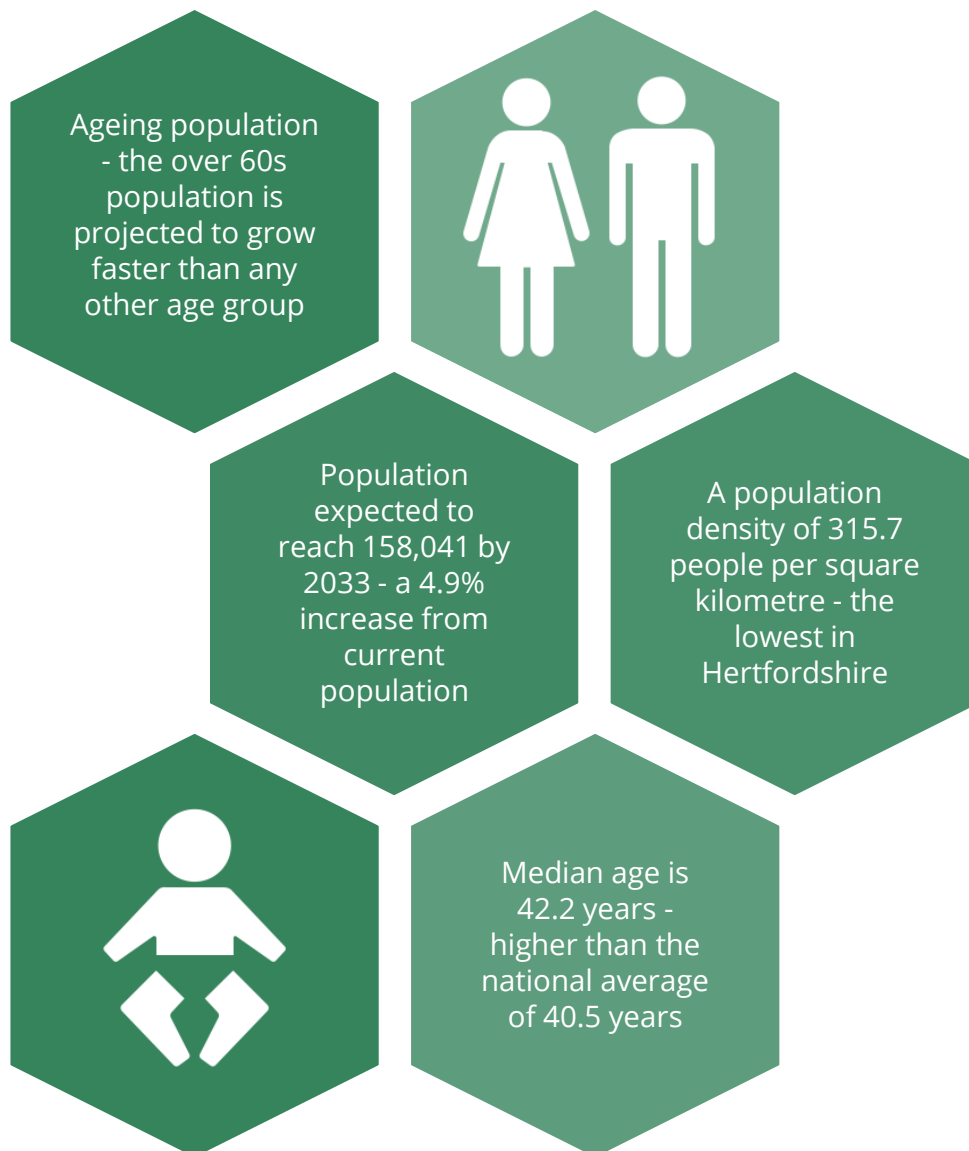 Ageing population
- the over 60s
population is
projected to grow
faster than any
other age group
Population
expected to
reach 158,041 by
2033 - a 4.9%
increase from
current
population
A population
density of 315.7
people per square
kilometre - the
lowest in
Hertfordshire
Median age is
42.2 years -
higher than the
national average
of 40.5 years